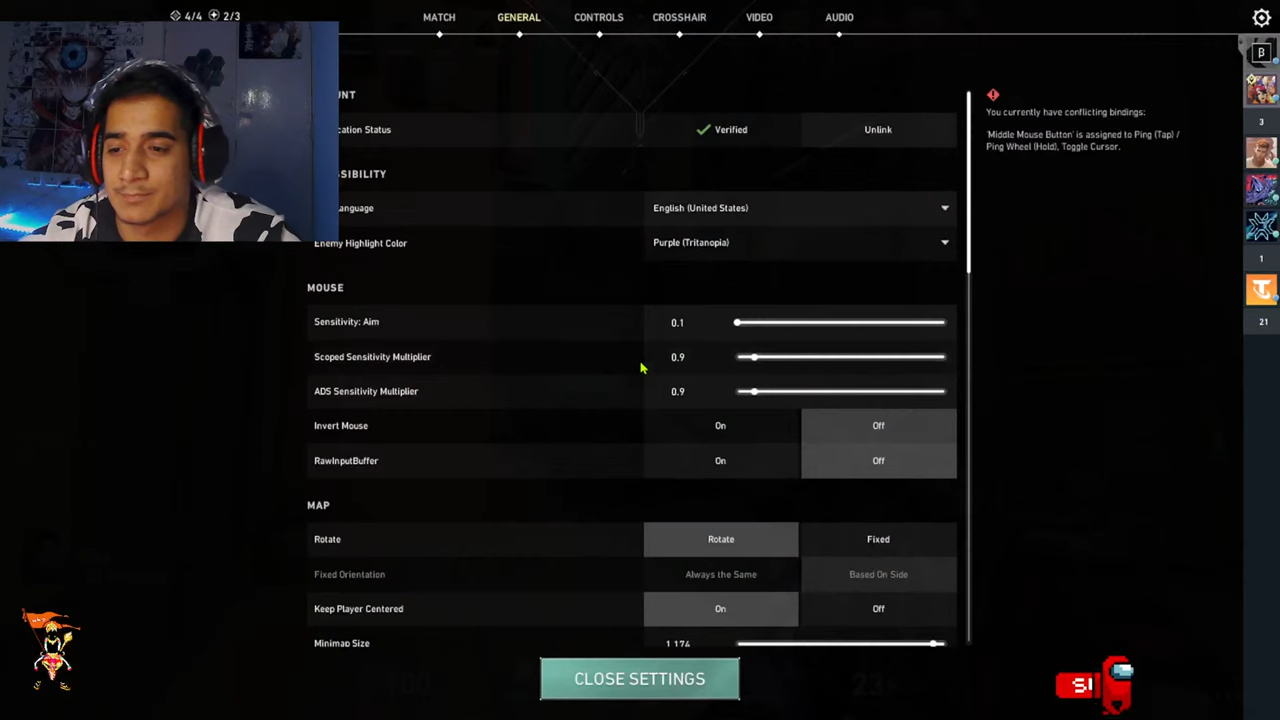 4/4 2/3
MATCH GENERAL CONTROLS CROSSHAIR VIDEO AUDIO
UNT
ication Status Verified Unlink
SSIBILITY
Language English (United States)
Enemy Highlight Color Purple (Tritanopia)
MOUSE
Sensitivity: Aim 0.1
Scoped Sensitivity Multiplier 0.9
ADS Sensitivity Multiplier 0.9
Invert Mouse On Off
RawInputBuffer On Off
MAP
Rotate Rotate Fixed
Fixed Orientation Always the Same Based On Side
Keep Player Centered On Off
Minimap Size 1.174
CLOSE SETTINGS
You currently have conflicting bindings:
'Middle Mouse Button' is assigned to Ping (Tap) /
Ping Wheel (Hold), Toggle Cursor.
β
3
1
21
S1